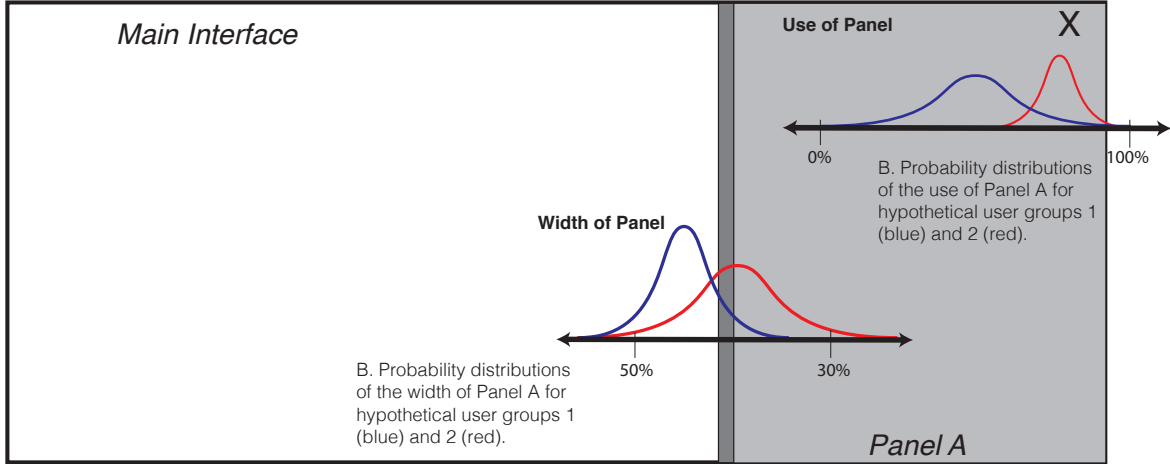 Main Interface
Use of Panel
X
0%
100%
B. Probability distributions
of the use of Panel A for
hypothetical user groups 1
(blue) and 2 (red).
Width of Panel
50%
30%
B. Probability distributions
of the width of Panel A for
hypothetical user groups 1
(blue) and 2 (red).
Panel A